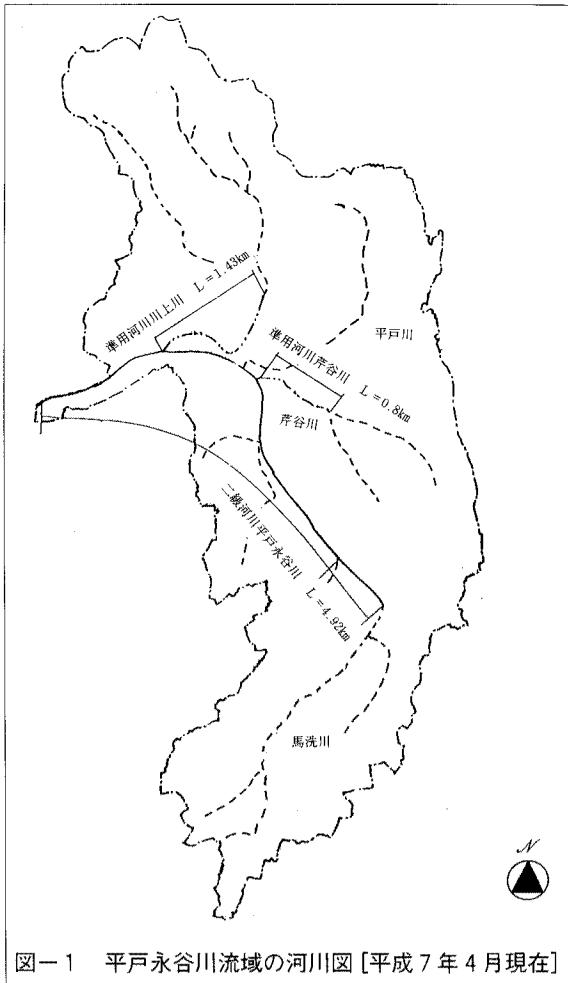 準用河川川上川 L=1.43km
準用河川芹谷川 L=0.8km
平戸川
芹谷川
二級河川平戸永谷川 L=4.92km
馬洗川
N
図－1 平戸永谷川流域の河川図[平成7年4月現在]